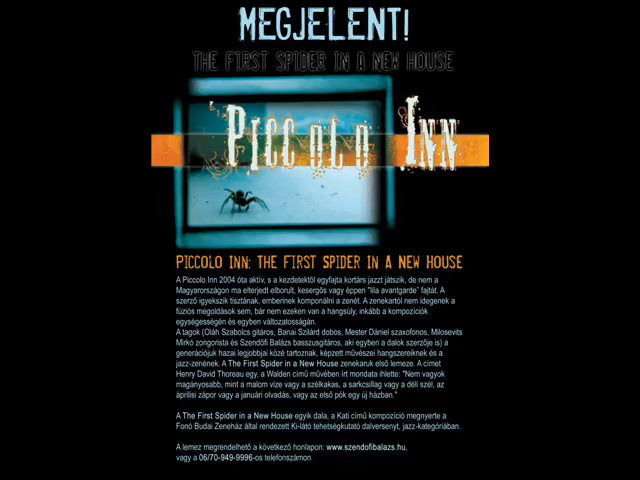 MEGJELENT!
THE FIRST SPIDER IN A NEW HOUSE
PICCOLO INN
PICCOLO INN: THE FIRST SPIDER IN A NEW HOUSE
A Piccolo Inn 2004 óta aktív, s a kezdetektől egyfajta kortárs jazzt játszik, de nem a
Magyarországon ma elterjedt elborult, kesergős vagy éppen "lila avantgarde" fajtát. A
szerző igyekszik tisztának, emberinek komponálni a zenét. A zenekartól nem idegenek a
fúziós megoldások sem, bár nem ezeken van a hangsúly, inkább a kompozíciók
egységességén és egyben változatosságán.
A tagok (Oláh Szabolcs gitáros, Banai Szilárd dobos, Mester Dániel szaxofonos, Milosevits
Mirkó zongorista és Szendőfi Balázs basszusgitáros, aki egyben a dalok szerzője is) a
generációjuk hazai legjobbjai közé tartoznak, képzett művészei hangszereiknek és a
jazz-zenének. A The First Spider in a New House zenekaruk első lemeze. A címet
Henry David Thoreau egy, a Walden című művében írt mondata ihlette: "Nem vagyok
magányosabb, mint a malom vize vagy a szélkakas, a sarkcsillag vagy a déli szél, az
áprilisi zápor vagy a januári olvadás, vagy az első pók egy új házban."
A The First Spider in a New House egyik dala, a Kati című kompozíció megnyerte a
Fonó Budai Zeneház által rendezett Ki-látó tehetségkutató dalversenyt, jazz-kategóriában.
A lemez megrendelhető a következő honlapon: www.szendofibalazs.hu,
vagy a 06/70-949-9996-os telefonszámon.